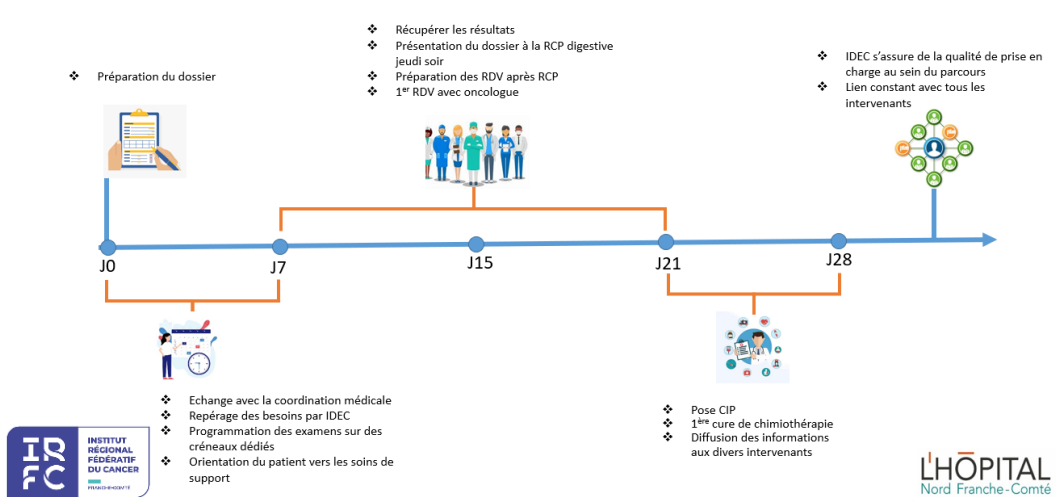 ❖ Préparation du dossier
❖ Récupérer les résultats
❖ Présentation du dossier à la RCP digestive
jeudi soir
❖ Préparation des RDV après RCP
❖ 1er RDV avec oncologue
❖ IDEC s'assure de la qualité de prise en
charge au sein du parcours
❖ Lien constant avec tous les
intervenants
J0
J7
J15
J21
J28
❖ Echange avec la coordination médicale
❖ Repérage des besoins par IDEC
❖ Programmation des examens sur des
créneaux dédiés
❖ Orientation du patient vers les soins de
support
❖ Pose CIP
❖ 1ère cure de chimiothérapie
❖ Diffusion des informations
aux divers intervenants
IR
FC
INSTITUT
RÉGIONAL
FÉDÉRATIF
DU CANCER
FRANCHE-COMTÉ
L'HÔPITAL
Nord Franche-Comté